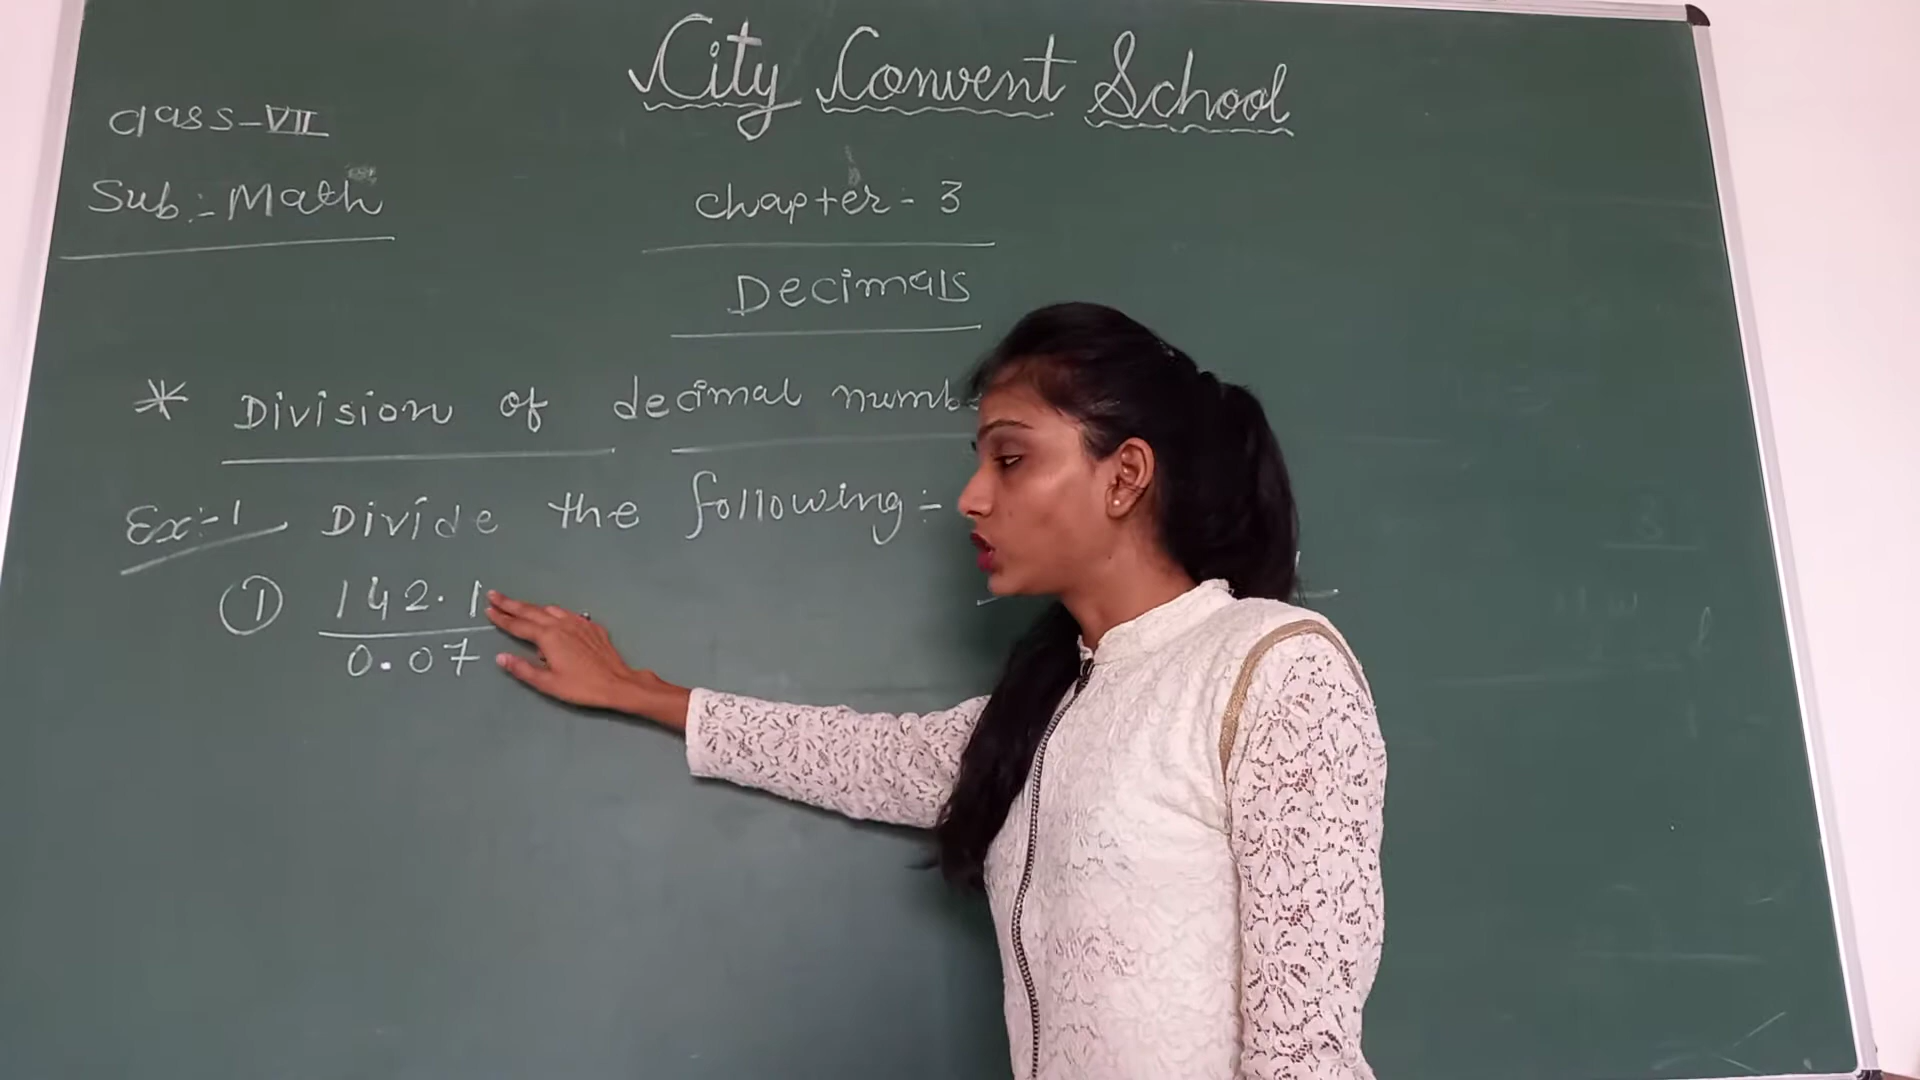 City Convent School
Class-VII
Sub:- Math
Chapter - 3
Decimals
* Division of decimal
Ex:-1 Divide the following:-
① 142.1
0.07